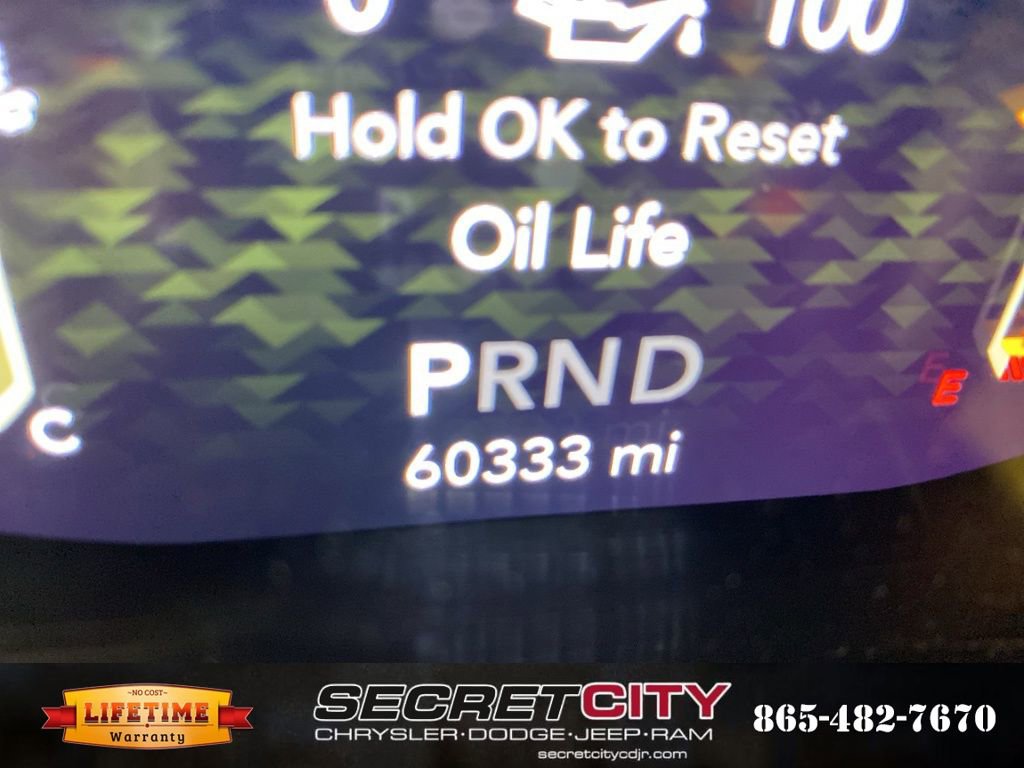 0 100
Hold OK to Reset
Oil Life
PRND
E
C
60333 mi
~NO COST~
LIFETIME
Warranty
SECRETCITY
CHRYSLER·DODGE·JEEP·RAM
secretcitycdjr.com
865-482-7670